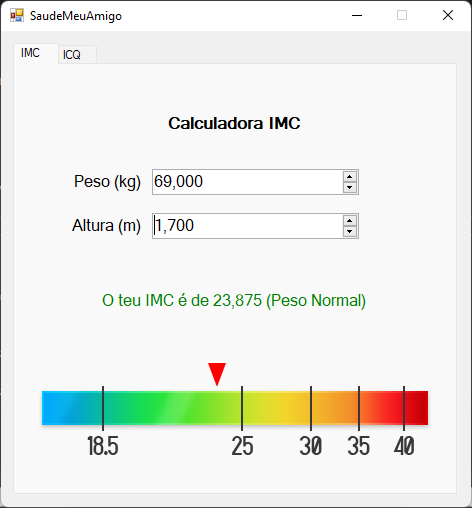 SaudeMeuAmigo
IMC ICQ
Calculadora IMC
Peso (kg) 69,000
Altura (m) 1,700
O teu IMC é de 23,875 (Peso Normal)
18.5 25 30 35 40